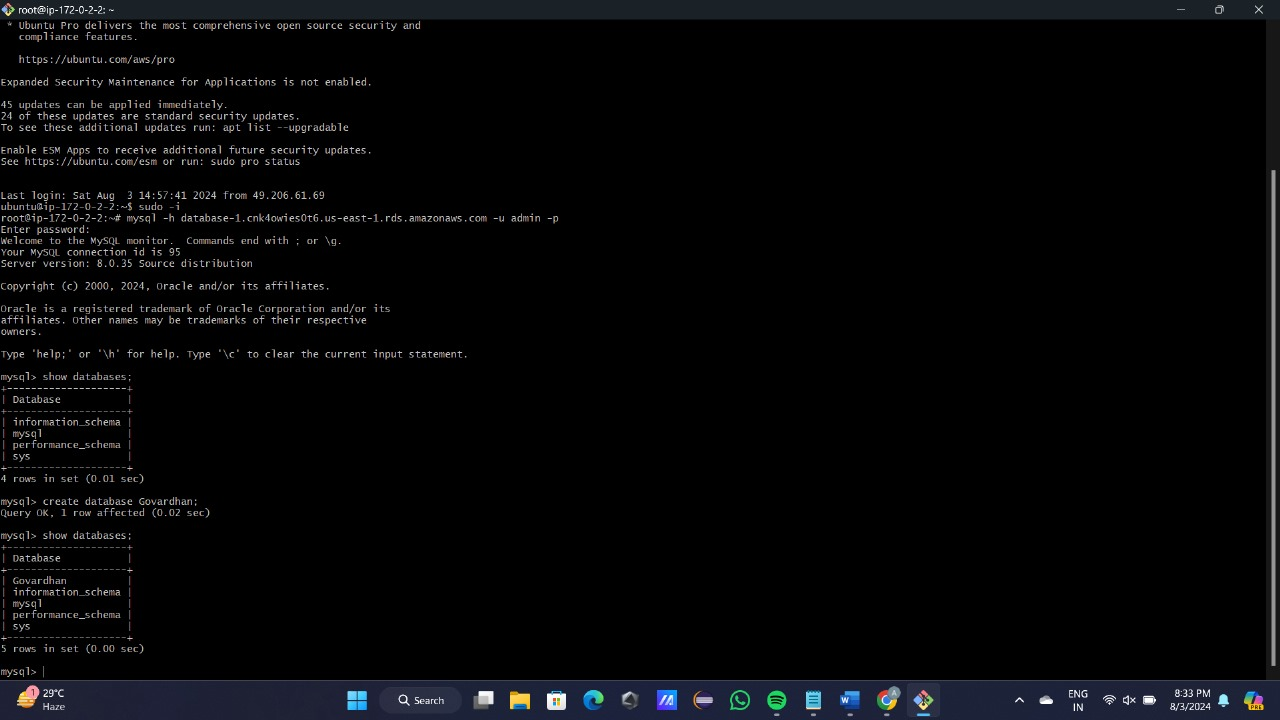 root@ip-172-0-2-2: ~
* Ubuntu Pro delivers the most comprehensive open source security and
compliance features.
https://ubuntu.com/aws/pro
Expanded Security Maintenance for Applications is not enabled.
45 updates can be applied immediately.
24 of these updates are standard security updates.
To see these additional updates run: apt list --upgradable
Enable ESM Apps to receive additional future security updates.
See https://ubuntu.com/esm or run: sudo pro status
Last login: Sat Aug  3 14:57:41 2024 from 49.206.61.69
ubuntu@ip-172-0-2-2:~$ sudo -i
root@ip-172-0-2-2:~# mysql -h database-1.cnk4owies0t6.us-east-1.rds.amazonaws.com -u admin -p
Enter password:
Welcome to the MySQL monitor.  Commands end with ; or \g.
Your MySQL connection id is 95
Server version: 8.0.35 Source distribution
Copyright (c) 2000, 2024, Oracle and/or its affiliates.
Oracle is a registered trademark of Oracle Corporation and/or its
affiliates. Other names may be trademarks of their respective
owners.
Type 'help;' or '\h' for help. Type '\c' to clear the current input statement.
mysql> show databases;
+--------------------+
| Database           |
+--------------------+
| information_schema |
| mysql              |
| performance_schema |
| sys                |
+--------------------+
4 rows in set (0.01 sec)
mysql> create database Govardhan;
Query OK, 1 row affected (0.02 sec)
mysql> show databases;
+--------------------+
| Database           |
+--------------------+
| Govardhan          |
| information_schema |
| mysql              |
| performance_schema |
| sys                |
+--------------------+
5 rows in set (0.00 sec)
mysql>
1
29°C
Haze
Search
W
A
ENG
IN
8:33 PM
8/3/2024
PRE